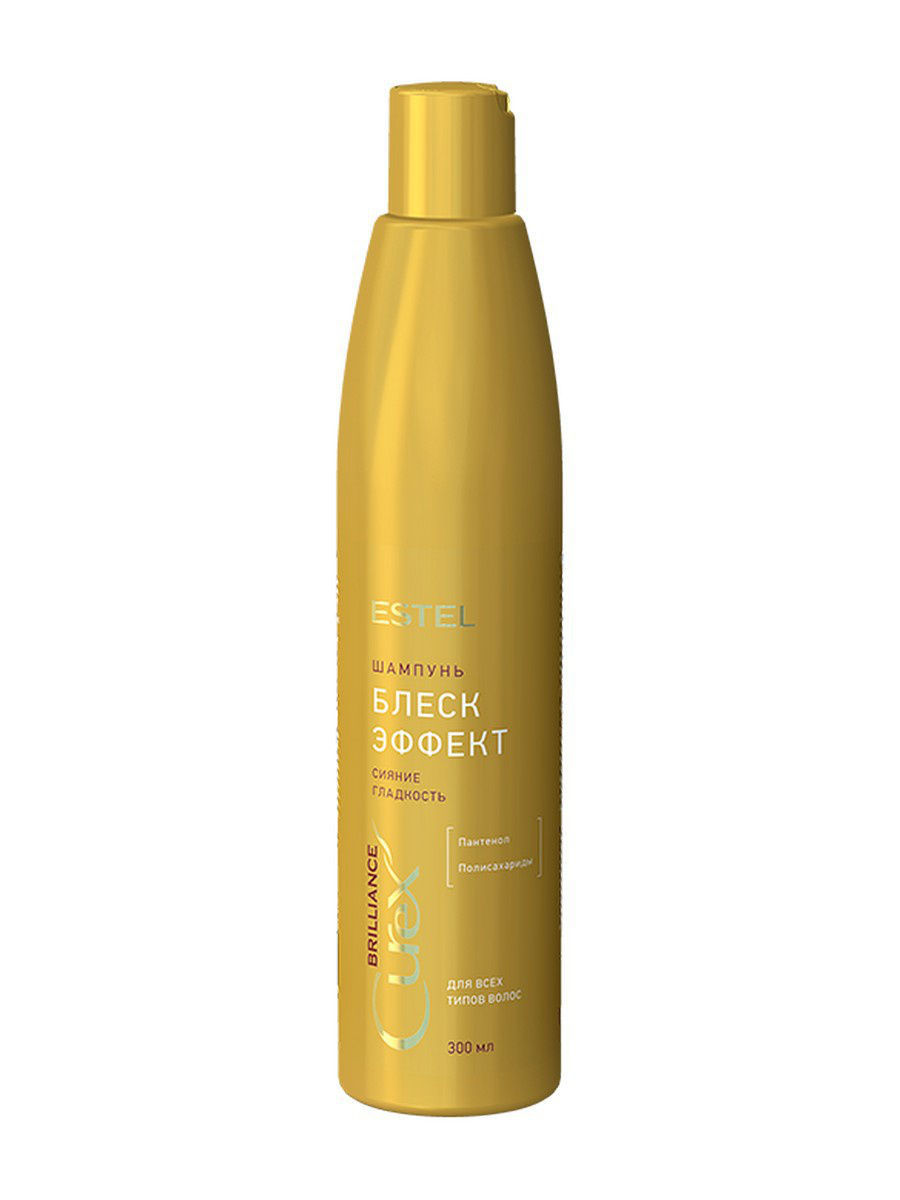 ESTEL
ШАМПУНЬ
БЛЕСК
ЭФФЕКТ
СИЯНИЕ
ГЛАДКОСТЬ
Пантенол
Полисахариды
BRILLIANCE
Curex
ДЛЯ ВСЕХ
ТИПОВ ВОЛОС
300 мл